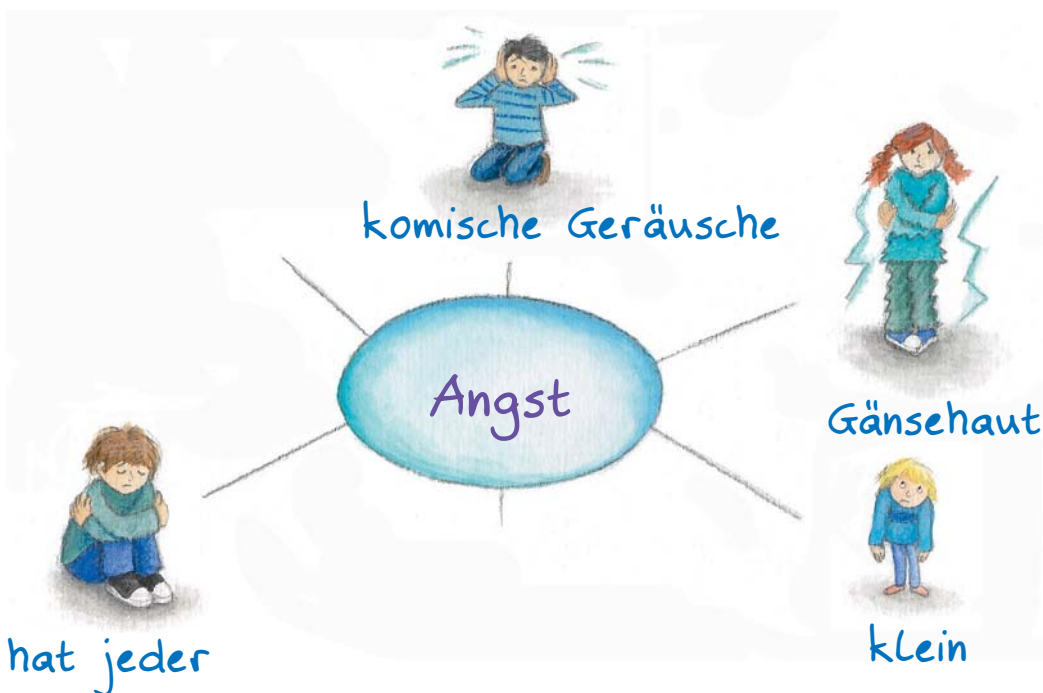 komische Geräusche
Angst
Gänsehaut
hat jeder
klein